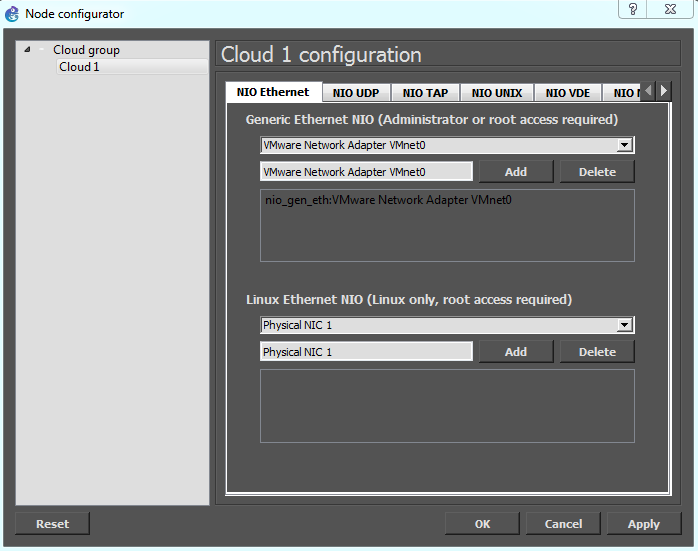 Node configurator
?
Cloud group
Cloud 1
Cloud 1 configuration
NIO Ethernet NIO UDP NIO TAP NIO UNIX NIO VDE NIO
Generic Ethernet NIO (Administrator or root access required)
VMware Network Adapter VMnet0
VMware Network Adapter VMnet0 Add Delete
nio_gen_eth:VMware Network Adapter VMnet0
Linux Ethernet NIO (Linux only, root access required)
Physical NIC 1
Physical NIC 1 Add Delete
Reset OK Cancel Apply